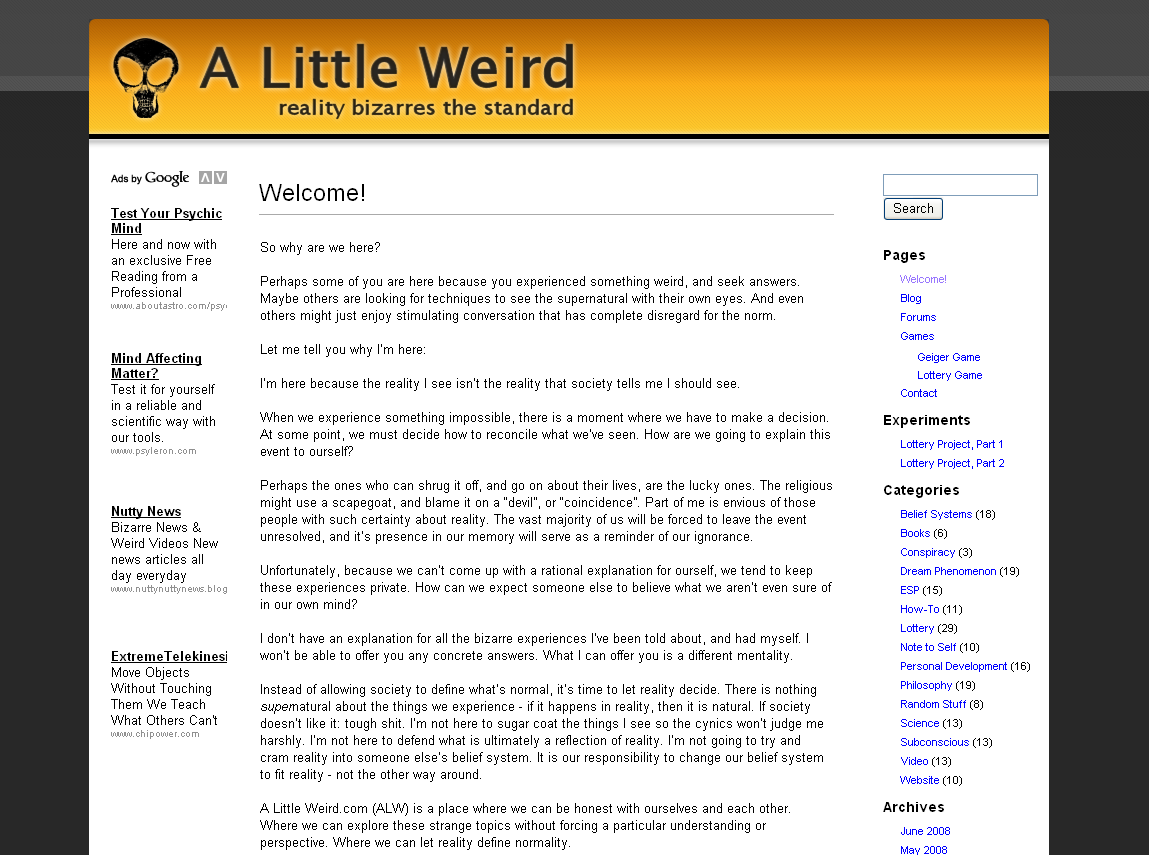 A Little Weird
reality bizarres the standard
Ads by Google
Test Your Psychic
Mind
Here and now with
an exclusive Free
Reading from a
Professional
www.aboutastro.com/psy
Mind Affecting
Matter?
Test it for yourself
in a reliable and
scientific way with
our tools.
www.psyleron.com
Nutty News
Bizarre News &
Weird Videos New
news articles all
day everyday
www.nuttynuttynews.blog
ExtremeTelekinesi
Move Objects
Without Touching
Them We Teach
What Others Can't
www.chipower.com
Welcome!
So why are we here?
Perhaps some of you are here because you experienced something weird, and seek answers.
Maybe others are looking for techniques to see the supernatural with their own eyes. And even
others might just enjoy stimulating conversation that has complete disregard for the norm.
Let me tell you why I'm here:
I'm here because the reality I see isn't the reality that society tells me I should see.
When we experience something impossible, there is a moment where we have to make a decision.
At some point, we must decide how to reconcile what we've seen. How are we going to explain this
event to ourself?
Perhaps the ones who can shrug it off, and go on about their lives, are the lucky ones. The religious
might use a scapegoat, and blame it on a "devil", or "coincidence". Part of me is envious of those
people with such certainty about reality. The vast majority of us will be forced to leave the event
unresolved, and it's presence in our memory will serve as a reminder of our ignorance.
Unfortunately, because we can't come up with a rational explanation for ourself, we tend to keep
these experiences private. How can we expect someone else to believe what we aren't even sure of
in our own mind?
I don't have an explanation for all the bizarre experiences I've been told about, and had myself. I
won't be able to offer you any concrete answers. What I can offer you is a different mentality.
Instead of allowing society to define what's normal, it's time to let reality decide. There is nothing
supernatural about the things we experience - if it happens in reality, then it is natural. If society
doesn't like it: tough shit. I'm not here to sugar coat the things I see so the cynics won't judge me
harshly. I'm not here to defend what is ultimately a reflection of reality. I'm not going to try and
cram reality into someone else's belief system. It is our responsibility to change our belief system
to fit reality - not the other way around.
A Little Weird.com (ALW) is a place where we can be honest with ourselves and each other.
Where we can explore these strange topics without forcing a particular understanding or
perspective. Where we can let reality define normality.
Search
Pages
Welcome!
Blog
Forums
Games
Geiger Game
Lottery Game
Contact
Experiments
Lottery Project, Part 1
Lottery Project, Part 2
Categories
Belief Systems (18)
Books (6)
Conspiracy (3)
Dream Phenomenon (19)
ESP (15)
How-To (11)
Lottery (29)
Note to Self (10)
Personal Development (16)
Philosophy (19)
Random Stuff (8)
Science (13)
Subconscious (13)
Video (13)
Website (10)
Archives
June 2008
May 2008